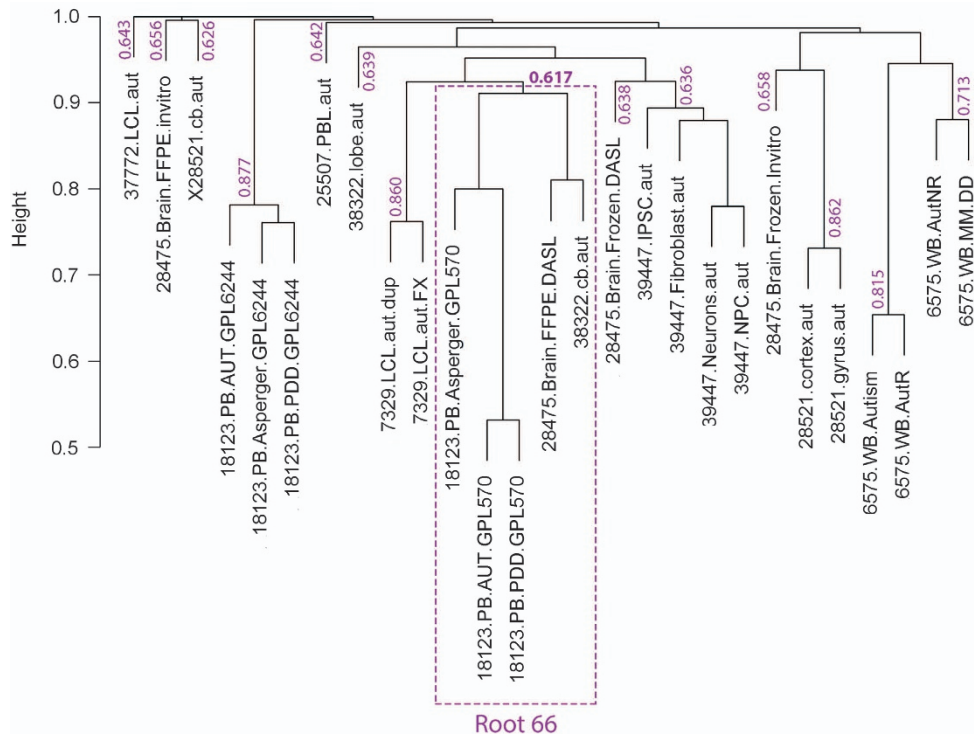 Height
1.0
0.9
0.8
0.7
0.6
0.5
0.643
37772.LCL.aut
0.656
28475.Brain.FFPE.invitro
0.626
X28521.cb.aut
0.877
18123.PB.AUT.GPL6244
18123.PB.Asperger.GPL6244
18123.PB.PDD.GPL6244
0.642
25507.PBL.aut
0.639
38322.lobe.aut
0.860
7329.LCL.aut.dup
7329.LCL.aut.FX
0.617
18123.PB.Asperger.GPL570
18123.PB.AUT.GPL570
18123.PB.PDD.GPL570
28475.Brain.FFPE.DASL
38322.cb.aut
0.638
28475.Brain.Frozen.DASL
0.636
39447.IPSC.aut
39447.Fibroblast.aut
39447.Neurons.aut
39447.NPC.aut
0.658
28475.Brain.Frozen.Invitro
0.862
28521.cortex.aut
28521.gyrus.aut
0.815
6575.WB.Autism
6575.WB.AutR
0.713
6575.WB.AutNR
6575.WB.MM.DD
Root 66